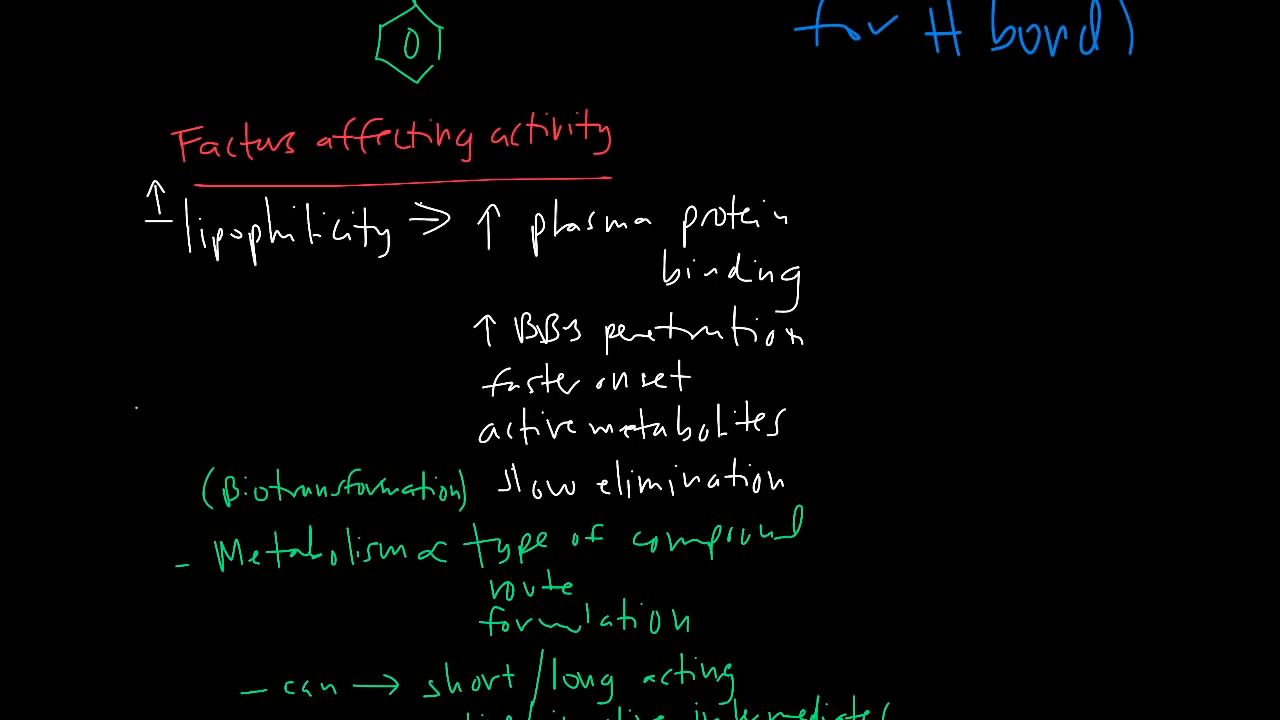 for H bond)
Factors affecting activity
↑ lipophilicity ⇒ ↑ plasma protein
binding
↑ BBB penetration
faster onset
active metabolites
slow elimination
(Biotransformation)
- Metabolism ∝ type of compound
route
formulation
- can → short/long acting
intermediates